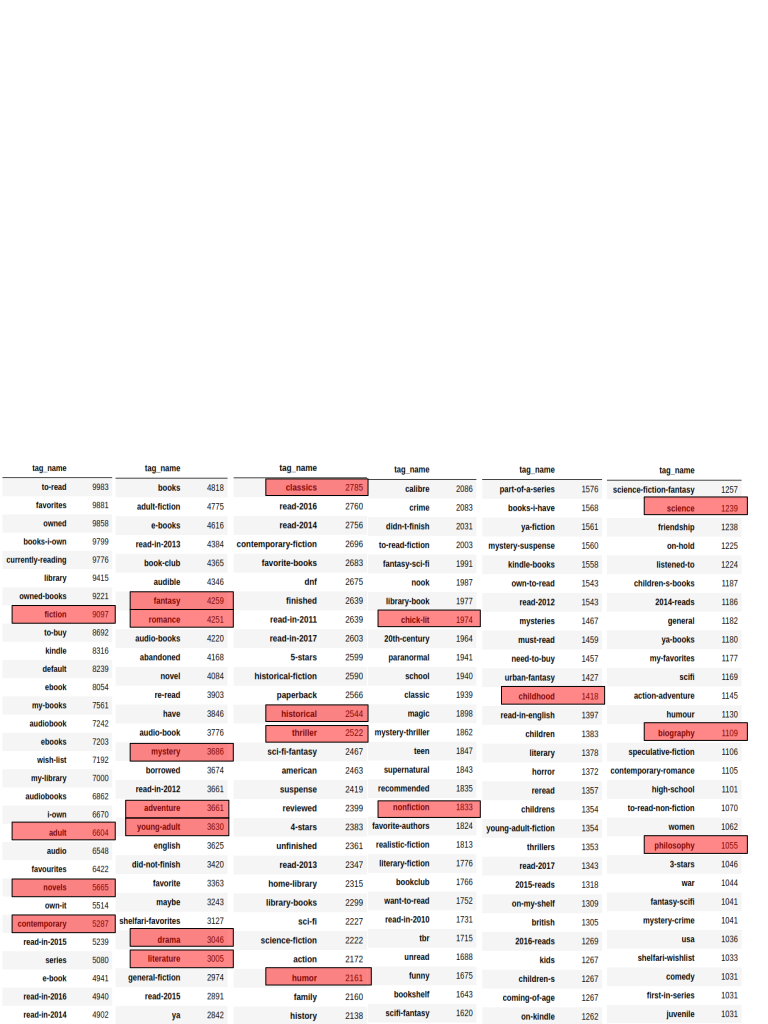 tag_name
to-read 9983
favorites 9881
owned 9858
books-i-own 9799
currently-reading 9776
library 9415
owned-books 9221
fiction 9097
to-buy 8692
kindle 8316
default 8239
ebook 8054
my-books 7561
audiobook 7242
ebooks 7203
wish-list 7192
my-library 7000
audiobooks 6862
i-own 6670
adult 6604
audio 6548
favourites 6422
novels 5665
own-it 5514
contemporary 5287
read-in-2015 5239
series 5080
e-book 4941
read-in-2016 4940
read-in-2014 4902
tag_name
books 4818
adult-fiction 4775
e-books 4616
read-in-2013 4384
book-club 4365
audible 4346
fantasy 4259
romance 4251
audio-books 4220
abandoned 4168
novel 4084
re-read 3903
have 3846
audio-book 3776
mystery 3686
borrowed 3674
read-in-2012 3661
adventure 3661
young-adult 3630
english 3625
did-not-finish 3420
favorite 3363
maybe 3243
shelfari-favorites 3127
drama 3046
literature 3005
general-fiction 2974
read-2015 2891
ya 2842
tag_name
classics 2785
read-2016 2760
read-2014 2756
contemporary-fiction 2696
favorite-books 2683
dnf 2675
finished 2639
read-in-2011 2639
read-in-2017 2603
5-stars 2599
historical-fiction 2590
paperback 2566
historical 2544
thriller 2522
sci-fi-fantasy 2467
american 2463
suspense 2419
reviewed 2399
4-stars 2383
unfinished 2361
read-2013 2347
home-library 2315
library-books 2299
sci-fi 2227
science-fiction 2222
action 2172
humor 2161
family 2160
history 2138
tag_name
calibre 2086
crime 2083
didn-t-finish 2031
to-read-fiction 2003
fantasy-sci-fi 1991
nook 1987
library-book 1977
chick-lit 1974
20th-century 1964
paranormal 1941
school 1940
classic 1939
magic 1898
mystery-thriller 1862
teen 1847
supernatural 1843
recommended 1835
nonfiction 1833
favorite-authors 1824
realistic-fiction 1813
literary-fiction 1776
bookclub 1766
want-to-read 1752
read-in-2010 1731
tbr 1715
unread 1688
funny 1675
bookshelf 1643
scifi-fantasy 1620
tag_name
part-of-a-series 1576
books-i-have 1568
ya-fiction 1561
mystery-suspense 1560
kindle-books 1558
own-to-read 1543
read-2012 1543
mysteries 1467
must-read 1459
need-to-buy 1457
urban-fantasy 1427
childhood 1418
read-in-english 1397
children 1383
literary 1378
horror 1372
reread 1357
childrens 1354
young-adult-fiction 1354
thrillers 1353
read-2017 1343
2015-reads 1318
on-my-shelf 1309
british 1305
2016-reads 1269
kids 1267
children-s 1267
coming-of-age 1267
on-kindle 1262
tag_name
science-fiction-fantasy 1257
science 1239
friendship 1238
on-hold 1225
listened-to 1224
children-s-books 1187
2014-reads 1186
general 1182
ya-books 1180
my-favorites 1177
scifi 1169
action-adventure 1145
humour 1130
biography 1109
speculative-fiction 1106
contemporary-romance 1105
high-school 1101
to-read-non-fiction 1070
women 1062
philosophy 1055
3-stars 1046
war 1044
fantasy-scifi 1041
mystery-crime 1041
usa 1036
shelfari-wishlist 1033
comedy 1031
first-in-series 1031
juvenile 1031